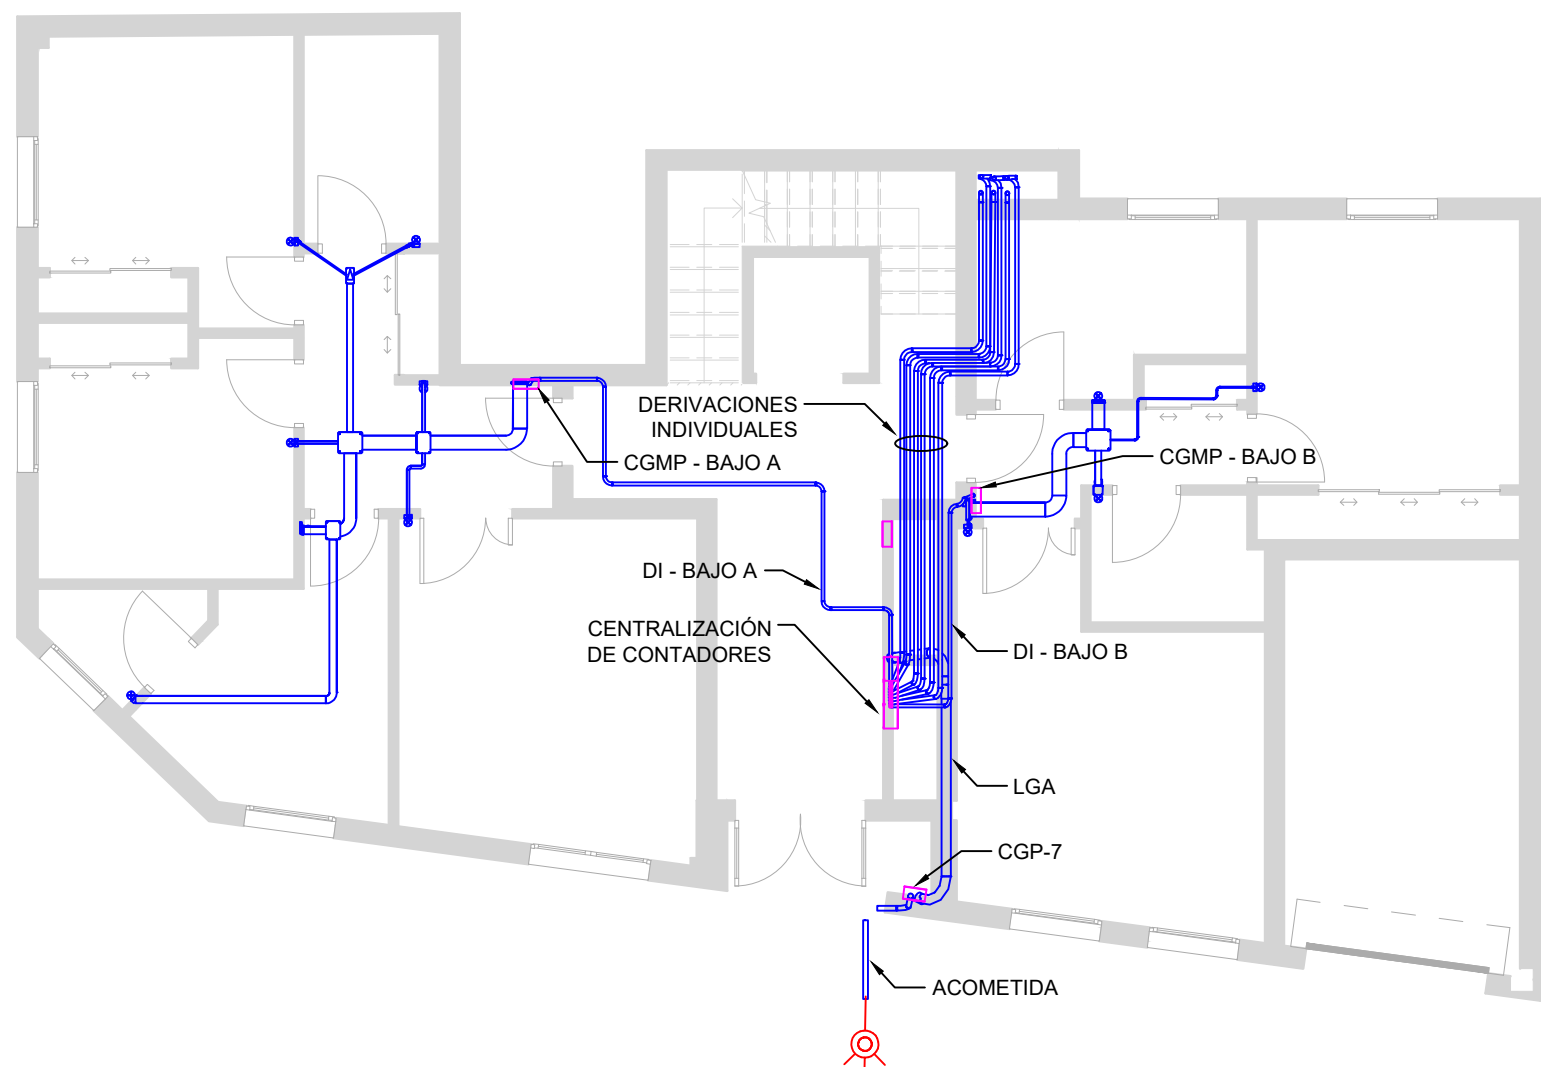 DERIVACIONES
INDIVIDUALES
CGMP - BAJO A
CGMP - BAJO B
DI - BAJO A
CENTRALIZACIÓN
DE CONTADORES
DI - BAJO B
LGA
CGP-7
ACOMETIDA